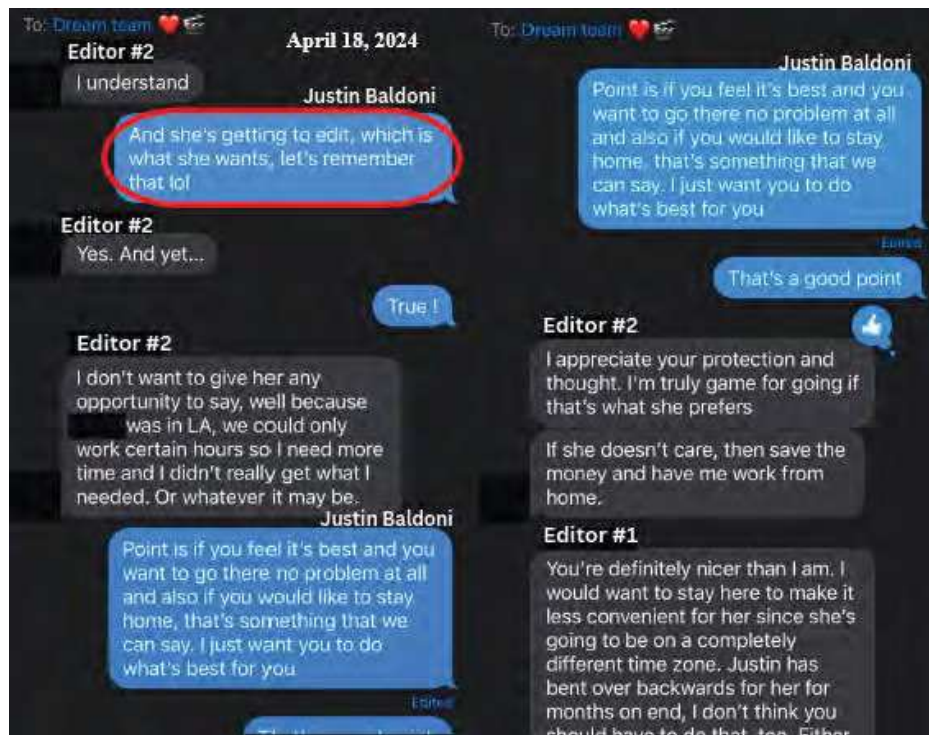 To: Dream team ❤️🎬
Editor #2
April 18, 2024
I understand
Justin Baldoni
And she's getting to edit, which is
what she wants, let's remember
that lol
Editor #2
Yes. And yet...
True !
Editor #2
I don't want to give her any
opportunity to say, well because
was in LA, we could only
work certain hours so I need more
time and I didn't really get what I
needed. Or whatever it may be.
Justin Baldoni
Point is if you feel it's best and you
want to go there no problem at all
and also if you would like to stay
home, that's something that we
can say. I just want you to do
what's best for you
Edited
To: Dream team ❤️🎬
Justin Baldoni
Point is if you feel it's best and you
want to go there no problem at all
and also if you would like to stay
home, that's something that we
can say. I just want you to do
what's best for you
Edited
That's a good point
Editor #2
I appreciate your protection and
thought. I'm truly game for going if
that's what she prefers
If she doesn't care, then save the
money and have me work from
home.
Editor #1
You're definitely nicer than I am. I
would want to stay here to make it
less convenient for her since she's
going to be on a completely
different time zone. Justin has
bent over backwards for her for
months on end, I don't think you
should have to do that, too. Either